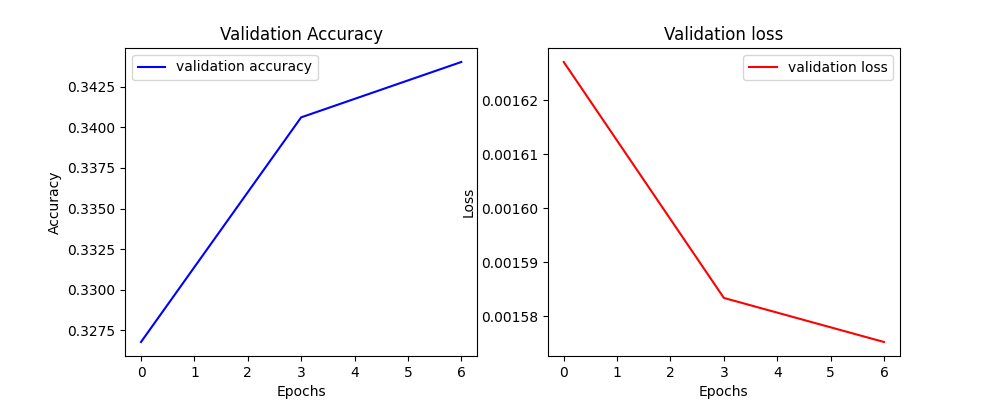 Validation Accuracy
validation accuracy
0.3425
0.3400
0.3375
0.3350
0.3325
0.3300
0.3275
Accuracy
0 1 2 3 4 5 6
Epochs
Validation loss
validation loss
0.00162
0.00161
0.00160
0.00159
0.00158
Loss
0 1 2 3 4 5 6
Epochs